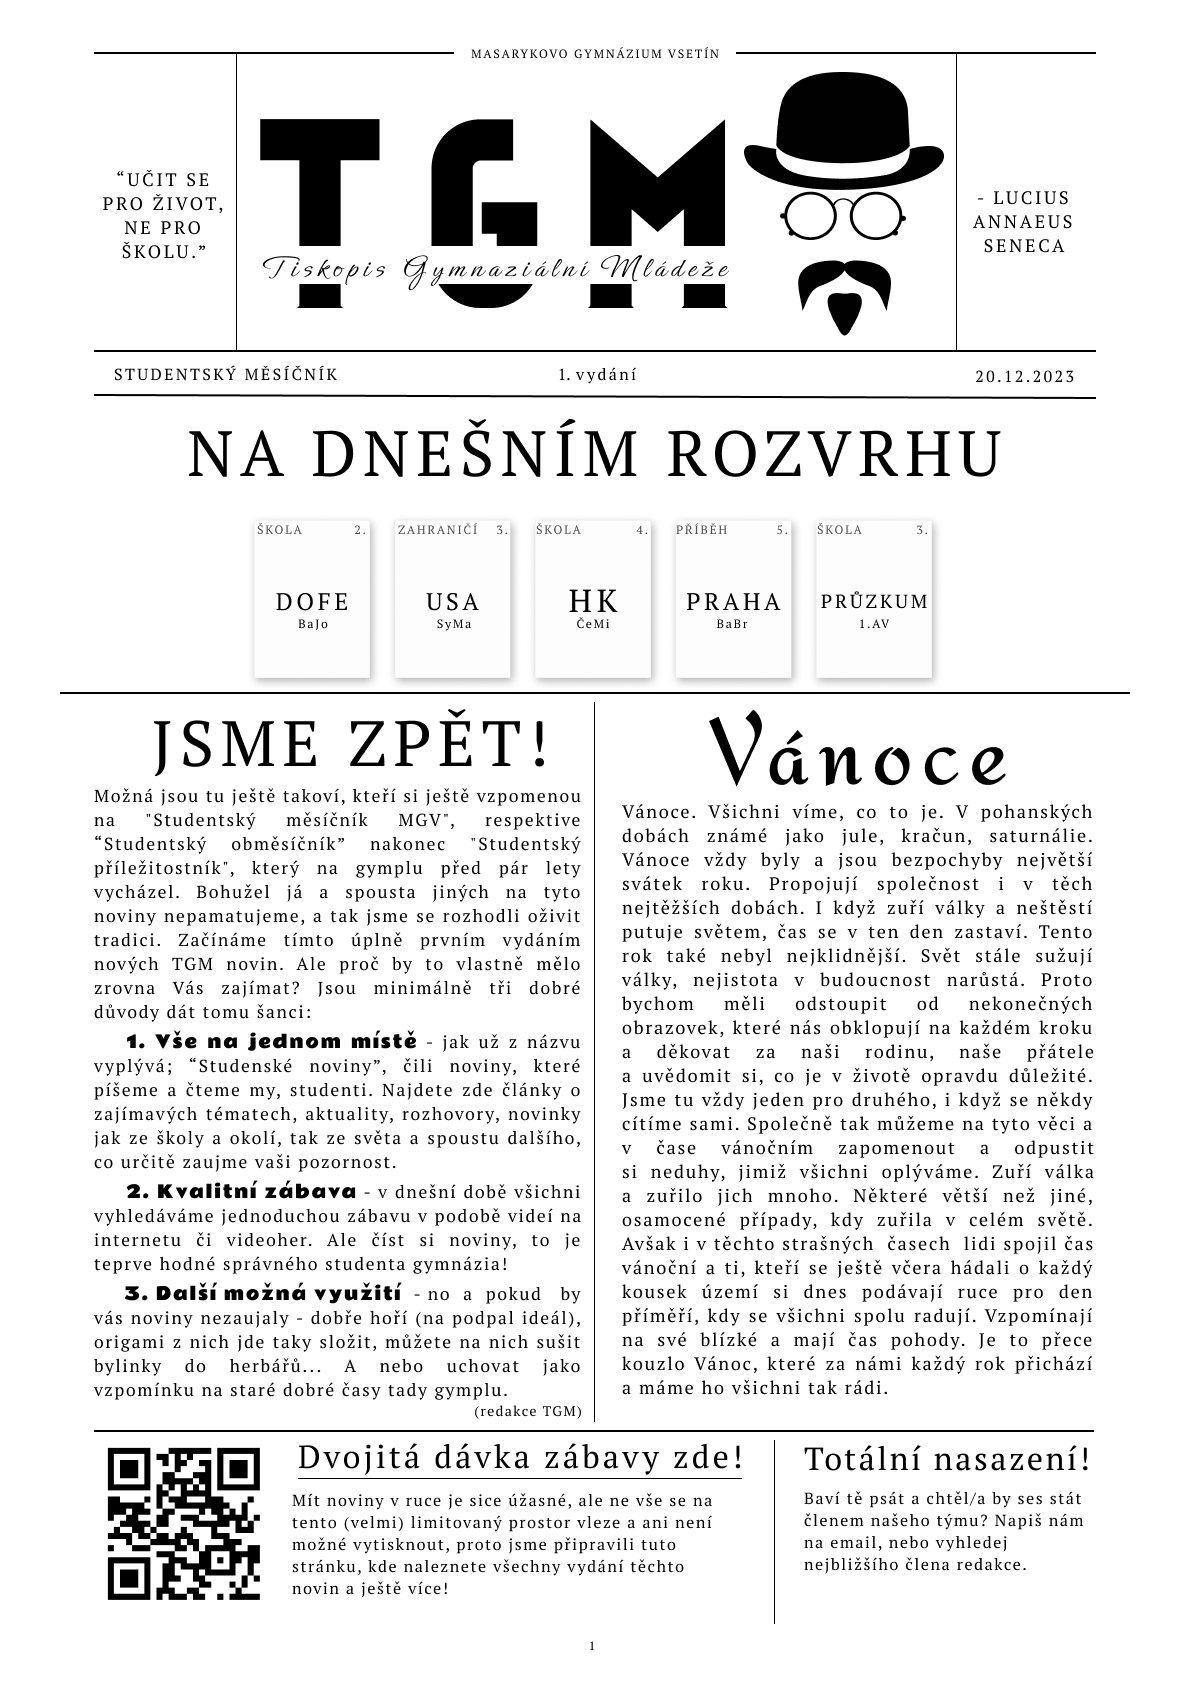 MASARYKOVO GYMNÁZIUM VSETÍN
“UČIT SE
PRO ŽIVOT,
NE PRO
ŠKOLU.”
TGM
Tiskopis Gymnaziální Mládeže
- LUCIUS
ANNAEUS
SENECA
STUDENTSKÝ MĚSÍČNÍK 1. vydání 20.12.2023
NA DNEŠNÍM ROZVRHU
ŠKOLA 2.
DOFE
BaJo
ZAHRANIČÍ 3.
USA
SyMa
ŠKOLA 4.
HK
ČeMi
PŘÍBĚH 5.
PRAHA
BaBr
ŠKOLA 3.
PRŮZKUM
1.AV
JSME ZPĚT!
Možná jsou tu ještě takoví, kteří si ještě vzpomenou
na "Studentský měsíčník MGV", respektive
“Studentský obměsíčník” nakonec "Studentský
příležitostník", který na gymplu před pár lety
vycházel. Bohužel já a spousta jiných na tyto
noviny nepamatujeme, a tak jsme se rozhodli oživit
tradici. Začínáme tímto úplně prvním vydáním
nových TGM novin. Ale proč by to vlastně mělo
zrovna Vás zajímat? Jsou minimálně tři dobré
důvody dát tomu šanci:
1. Vše na jednom místě - jak už z názvu
vyplývá; “Studenské noviny”, čili noviny, které
píšeme a čteme my, studenti. Najdete zde články o
zajímavých tématech, aktuality, rozhovory, novinky
jak ze školy a okolí, tak ze světa a spoustu dalšího,
co určitě zaujme vaši pozornost.
2. Kvalitní zábava - v dnešní době všichni
vyhledáváme jednoduchou zábavu v podobě videí na
internetu či videoher. Ale číst si noviny, to je
teprve hodné správného studenta gymnázia!
3. Další možná využití - no a pokud by
vás noviny nezaujaly - dobře hoří (na podpal ideál),
origami z nich jde taky složit, můžete na nich sušit
bylinky do herbářů... A nebo uchovat jako
vzpomínku na staré dobré časy tady gymplu.
(redakce TGM)
Vánoce
Vánoce. Všichni víme, co to je. V pohanských
dobách známé jako jule, kračun, saturnálie.
Vánoce vždy byly a jsou bezpochyby největší
svátek roku. Propojují společnost i v těch
nejtěžších dobách. I když zuří války a neštěstí
putuje světem, čas se v ten den zastaví. Tento
rok také nebyl nejklidnější. Svět stále sužují
války, nejistota v budoucnost narůstá. Proto
bychom měli odstoupit od nekonečných
obrazovek, které nás obklopují na každém kroku
a děkovat za naši rodinu, naše přátele
a uvědomit si, co je v životě opravdu důležité.
Jsme tu vždy jeden pro druhého, i když se někdy
cítíme sami. Společně tak můžeme na tyto věci a
v čase vánočním zapomenout a odpustit
si neduhy, jimiž všichni oplýváme. Zuří válka
a zuřilo jich mnoho. Některé větší než jiné,
osamocené případy, kdy zuřila v celém světě.
Avšak i v těchto strašných časech lidi spojil čas
vánoční a ti, kteří se ještě včera hádali o každý
kousek území si dnes podávají ruce pro den
příměří, kdy se všichni spolu radují. Vzpomínají
na své blízké a mají čas pohody. Je to přece
kouzlo Vánoc, které za námi každý rok přichází
a máme ho všichni tak rádi.
Dvojitá dávka zábavy zde!
Mít noviny v ruce je sice úžasné, ale ne vše se na
tento (velmi) limitovaný prostor vleze a ani není
možné vytisknout, proto jsme připravili tuto
stránku, kde naleznete všechny vydání těchto
novin a ještě více!
Totální nasazení!
Baví tě psát a chtěl/a by ses stát
členem našeho týmu? Napiš nám
na email, nebo vyhledej
nejbližšího člena redakce.
1